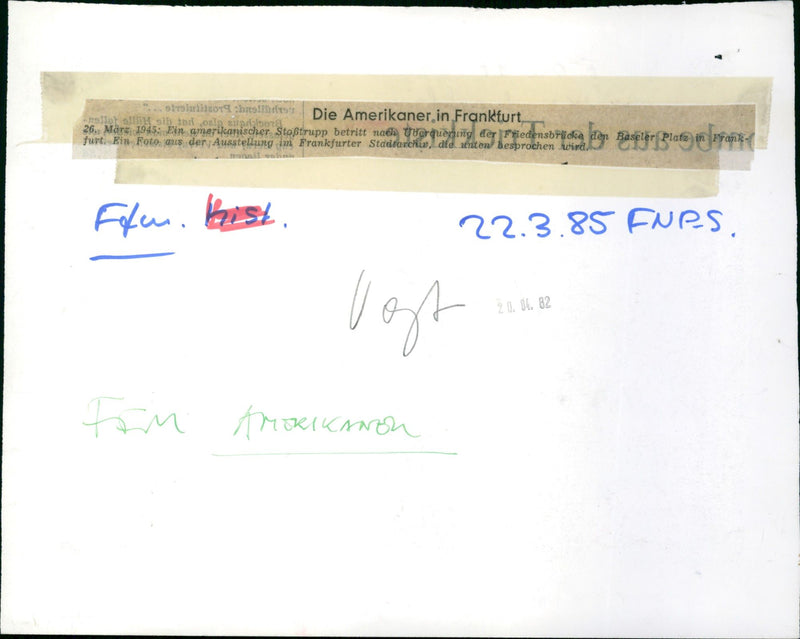 Die Amerikaner in Frankfurt
26. März 1945: Ein amerikanischer Stoßtrupp betritt nach Überquerung der Friedensbrücke den Baseler Platz in Frank-
furt. Ein Foto aus der Ausstellung im Frankfurter Stadtarchiv, die unten besprochen wird.
Hist. 22.3.85 FNP S.
Vogt 20. 04. 82
Ffm AMERIKANER